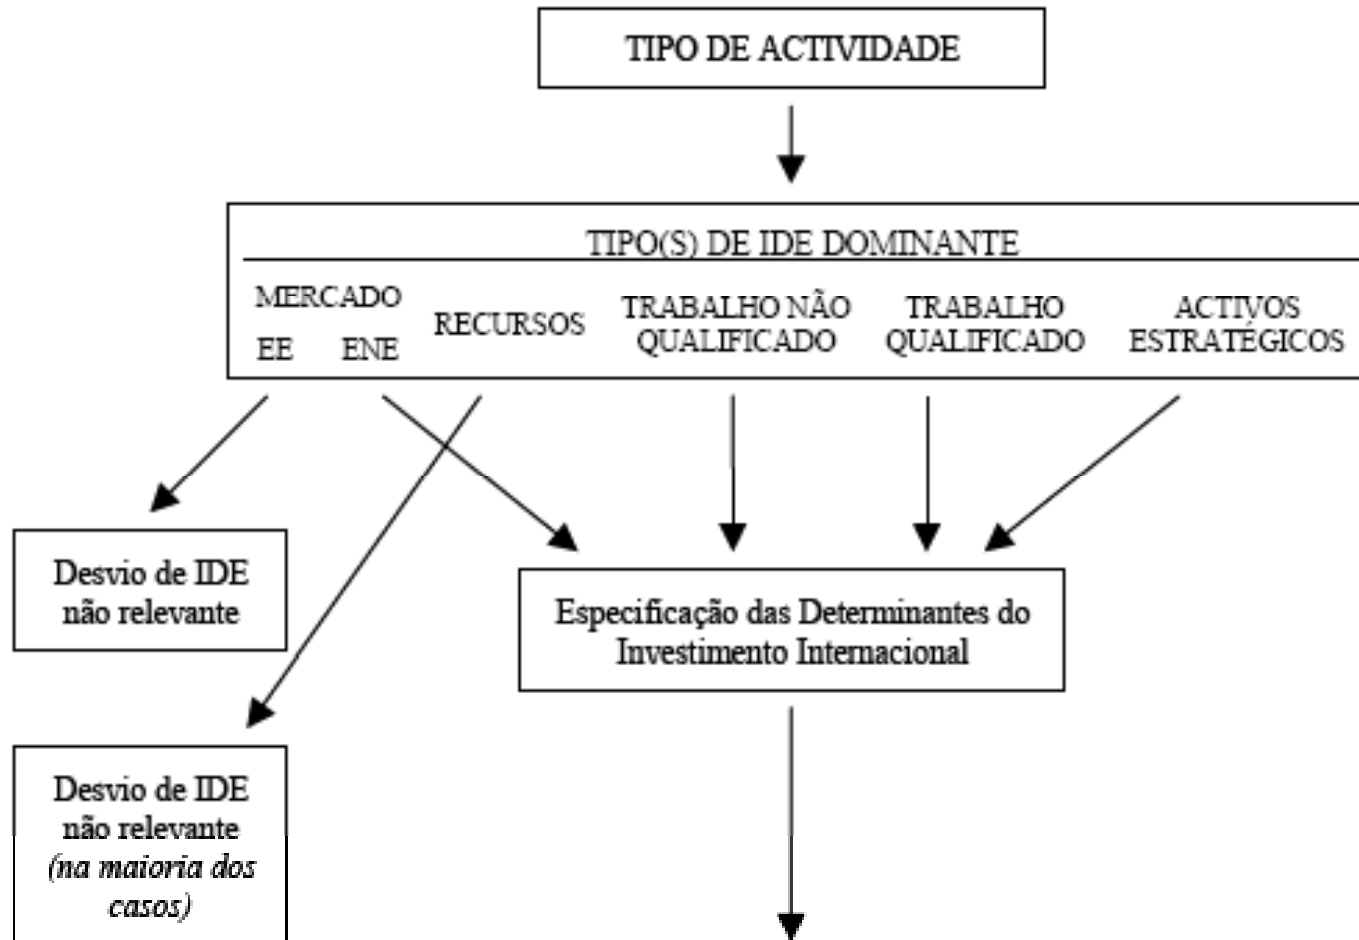 TIPO DE ACTIVIDADE
TIPO(S) DE IDE DOMINANTE
MERCADO
EE ENE
RECURSOS
TRABALHO NÃO
QUALIFICADO
TRABALHO
QUALIFICADO
ACTIVOS
ESTRATÉGICOS
Desvio de IDE
não relevante
Especificação das Determinantes do
Investimento Internacional
Desvio de IDE
não relevante
(na maioria dos
casos)